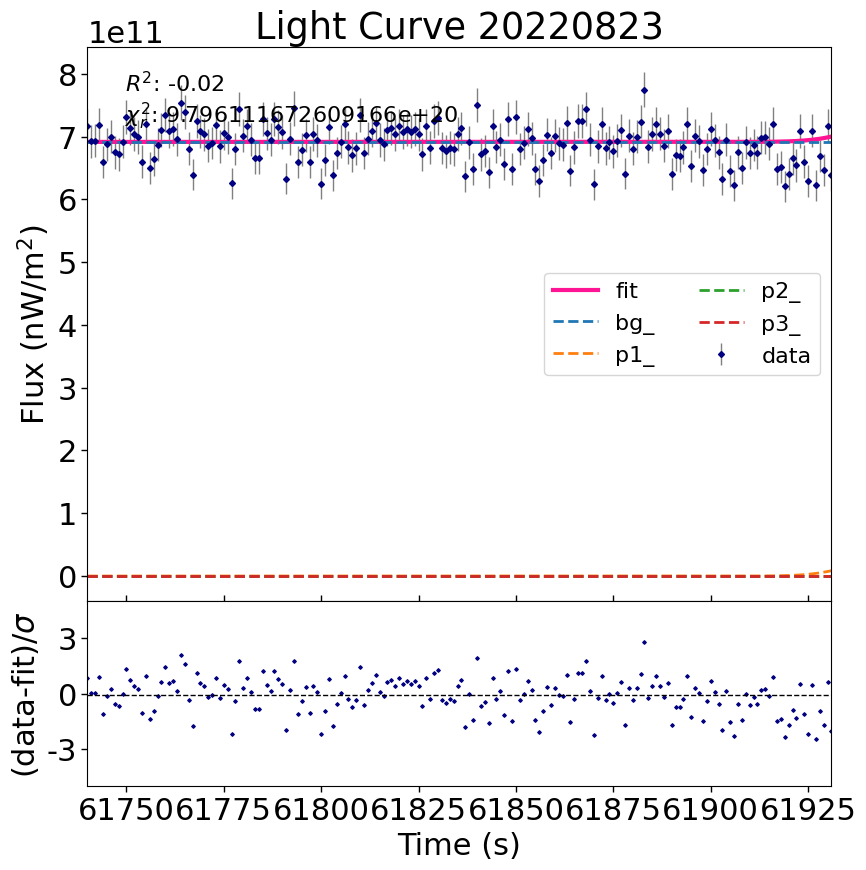 Light Curve 20220823
1e11
R²: -0.02
χ²ᵣ: 9.796111672609166e+20
8
7
6
5
4
3
2
1
0
Flux (nW/m²)
fit
bg_
p1_
p2_
p3_
data
3
0
-3
(data-fit)/σ
61750 61775 61800 61825 61850 61875 61900 61925
Time (s)